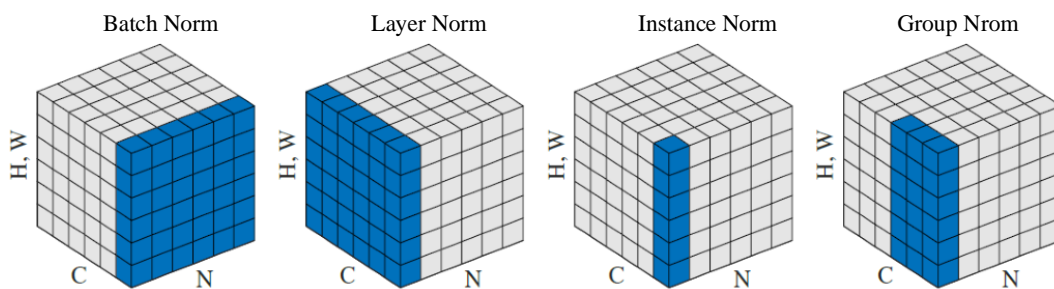 Batch Norm
Layer Norm
Instance Norm
Group Nrom
H, W
C
N
H, W
C
N
H, W
C
N
H, W
C
N